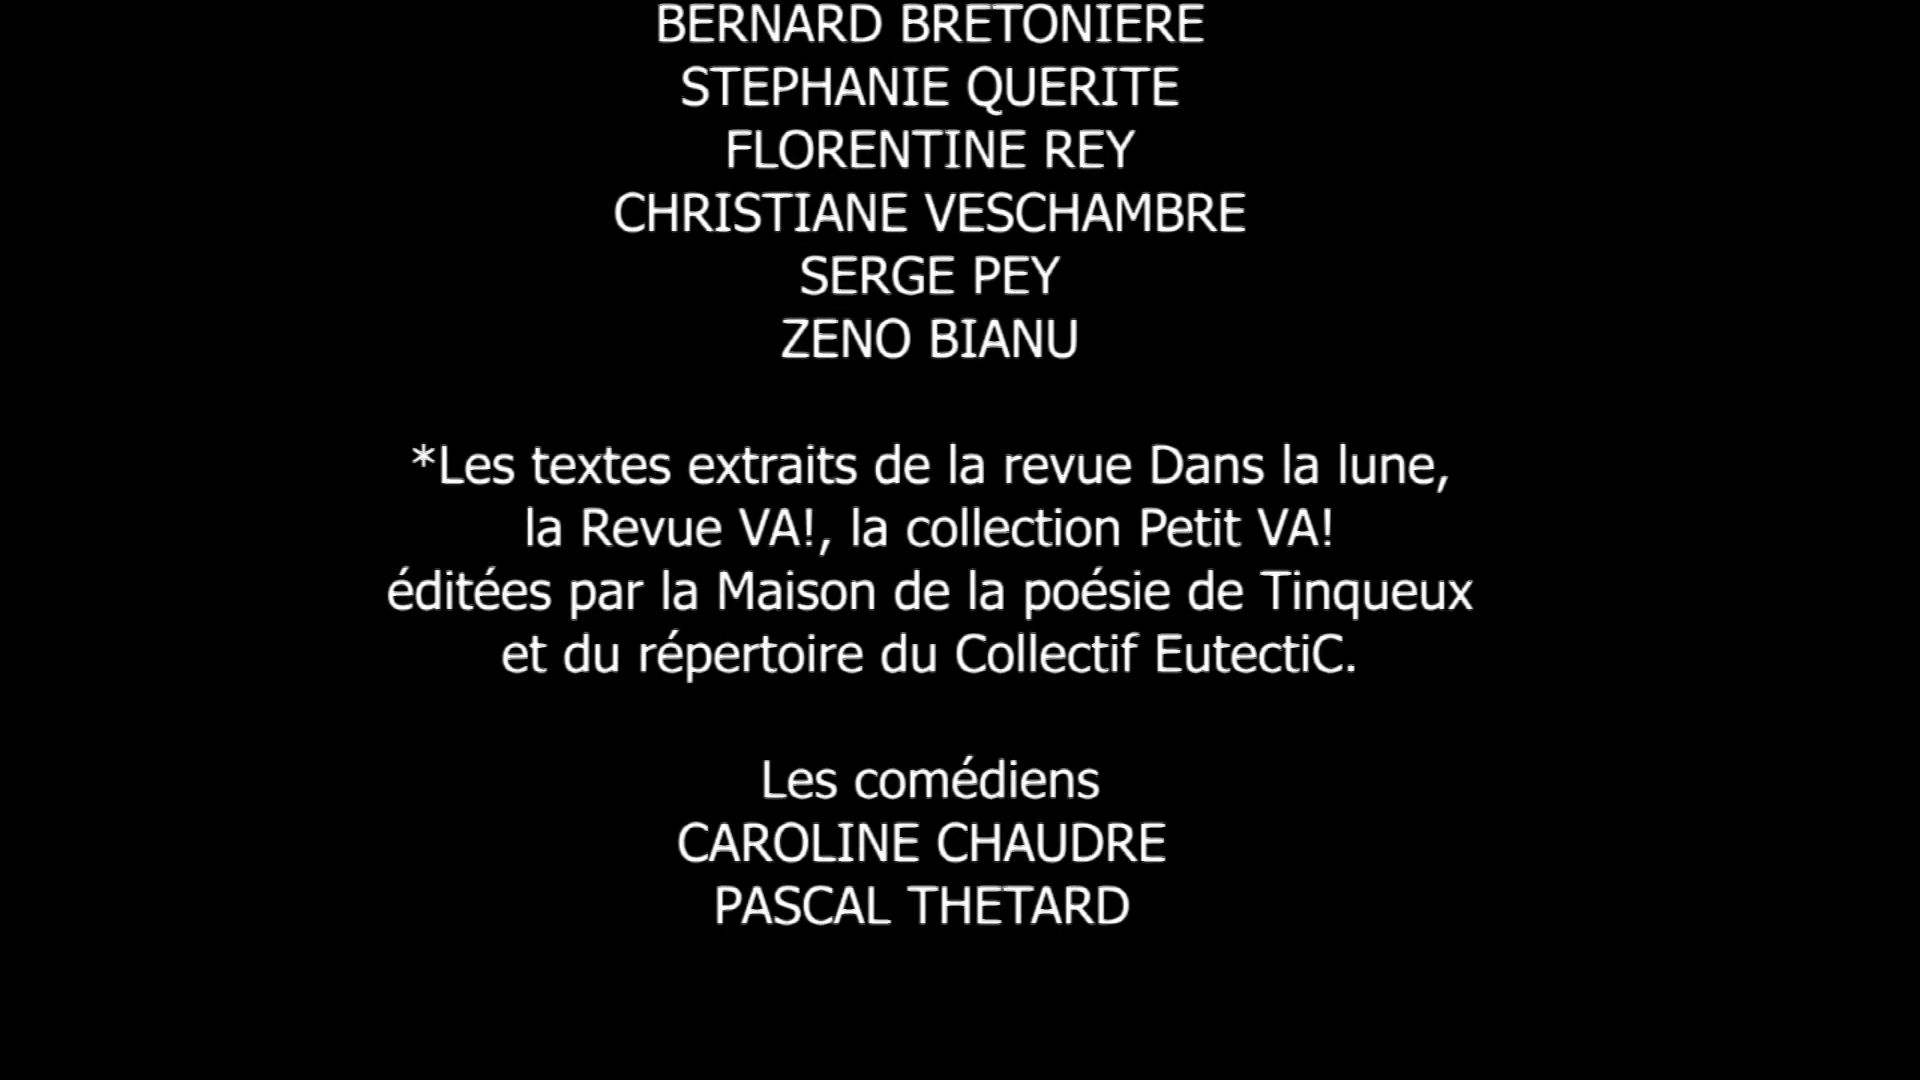 BERNARD BRETONIERE
STEPHANIE QUERITE
FLORENTINE REY
CHRISTIANE VESCHAMBRE
SERGE PEY
ZENO BIANU
*Les textes extraits de la revue Dans la lune,
la Revue VA!, la collection Petit VA!
éditées par la Maison de la poésie de Tinqueux
et du répertoire du Collectif EutectiC.
Les comédiens
CAROLINE CHAUDRE
PASCAL THETARD